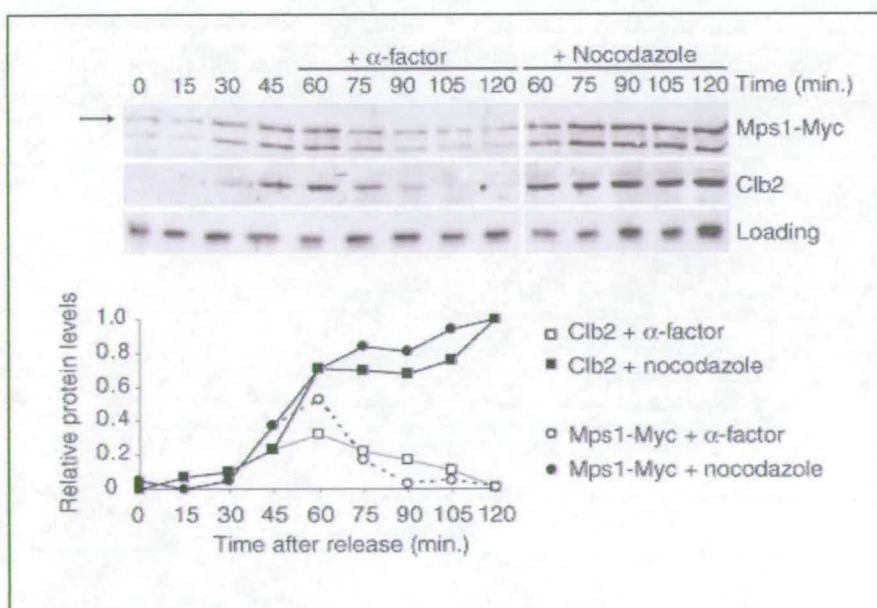 + α-factor + Nocodazole
0 15 30 45 60 75 90 105 120 60 75 90 105 120 Time (min.)
Mps1-Myc
Clb2
Loading
Relative protein levels
1.0
0.8
0.6
0.4
0.2
0
0 15 30 45 60 75 90 105 120
Time after release (min.)
Clb2 + α-factor
Clb2 + nocodazole
Mps1-Myc + α-factor
Mps1-Myc + nocodazole